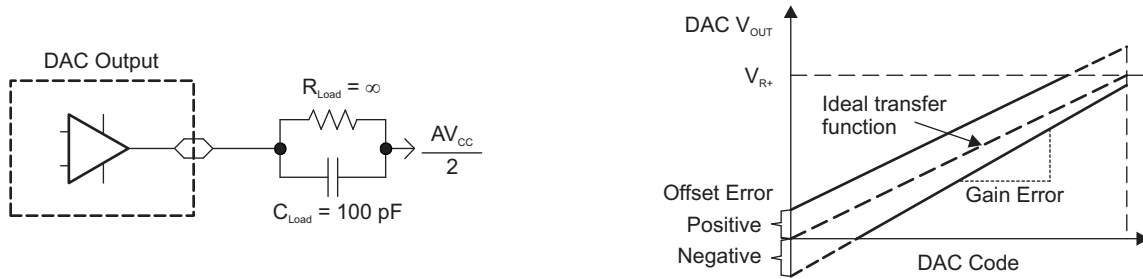 DAC Output
R_Load = ∞
C_Load = 100 pF
AV_CC
2
DAC V_OUT
V_R+
Ideal transfer
function
Offset Error
Positive
Negative
Gain Error
DAC Code